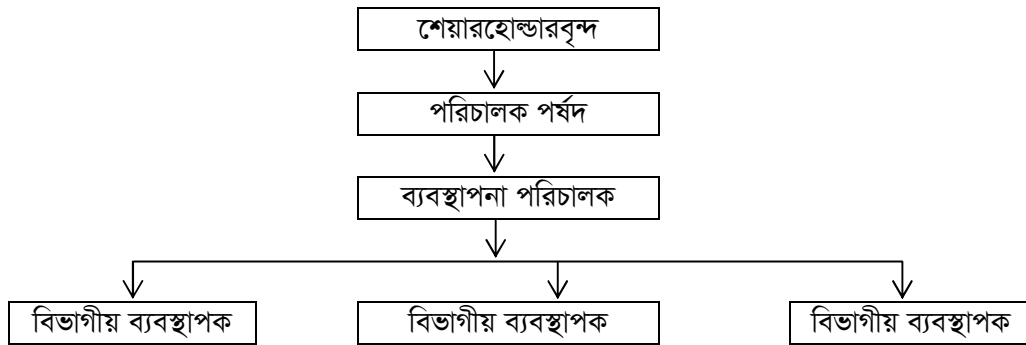 শেয়ারহোল্ডারবৃন্দ
পরিচালক পর্ষদ
ব্যবস্থাপনা পরিচালক
বিভাগীয় ব্যবস্থাপক বিভাগীয় ব্যবস্থাপক বিভাগীয় ব্যবস্থাপক